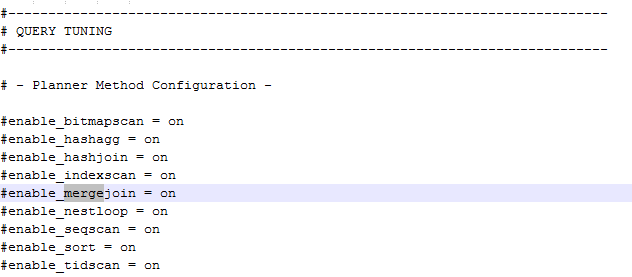 #------------------------------------------------------------------------------
# QUERY TUNING
#------------------------------------------------------------------------------
# - Planner Method Configuration -
#enable_bitmapscan = on
#enable_hashagg = on
#enable_hashjoin = on
#enable_indexscan = on
#enable_mergejoin = on
#enable_nestloop = on
#enable_seqscan = on
#enable_sort = on
#enable_tidscan = on